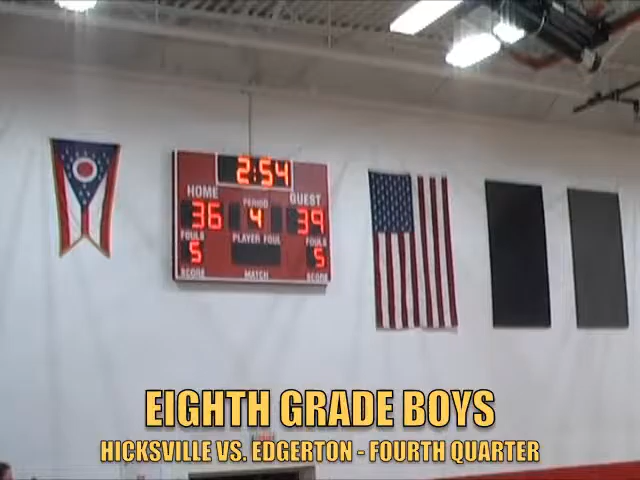 2:54
HOME PERIOD GUEST
36 4 39
FOULS PLAYER FOUL FOULS
5 5
SCORE MATCH SCORE
EIGHTH GRADE BOYS
HICKSVILLE VS. EDGERTON - FOURTH QUARTER